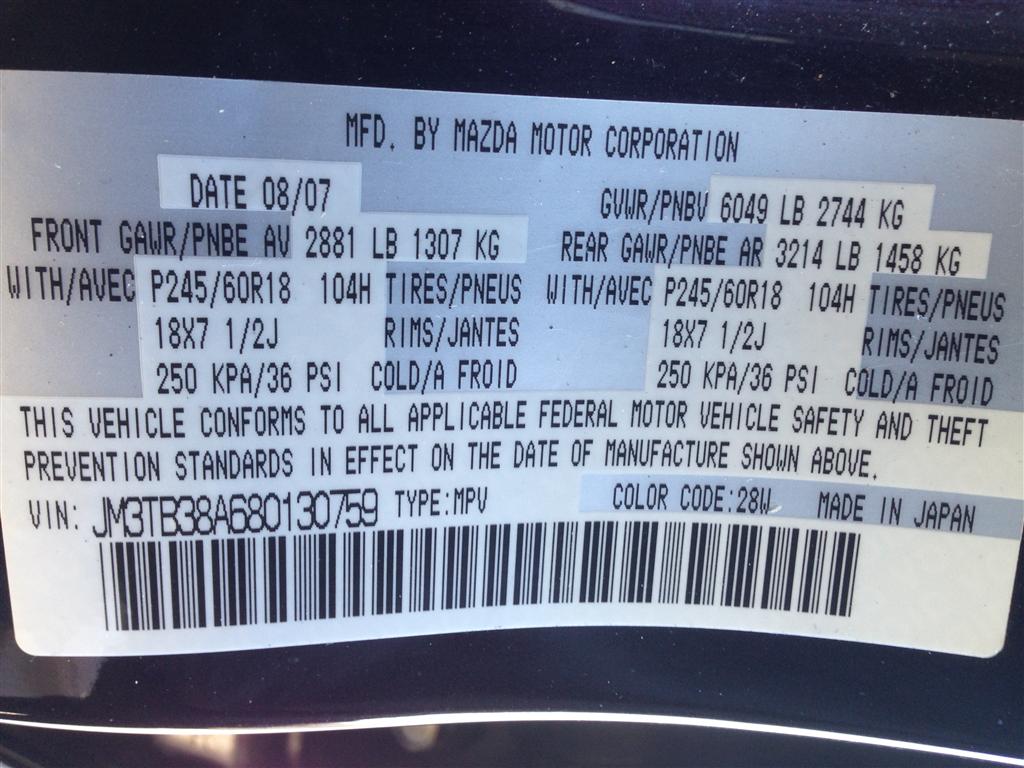 MFD. BY MAZDA MOTOR CORPORATION
DATE 08/07 GVWR/PNBV 6049 LB 2744 KG
FRONT GAWR/PNBE AV 2881 LB 1307 KG REAR GAWR/PNBE AR 3214 LB 1458 KG
WITH/AVEC P245/60R18 104H TIRES/PNEUS WITH/AVEC P245/60R18 104H TIRES/PNEUS
18X7 1/2J RIMS/JANTES 18X7 1/2J RIMS/JANTES
250 KPA/36 PSI COLD/A FROID 250 KPA/36 PSI COLD/A FROID
THIS VEHICLE CONFORMS TO ALL APPLICABLE FEDERAL MOTOR VEHICLE SAFETY AND THEFT
PREVENTION STANDARDS IN EFFECT ON THE DATE OF MANUFACTURE SHOWN ABOVE.
VIN: JM3TB38A680130759 TYPE:MPV COLOR CODE:28W MADE IN JAPAN